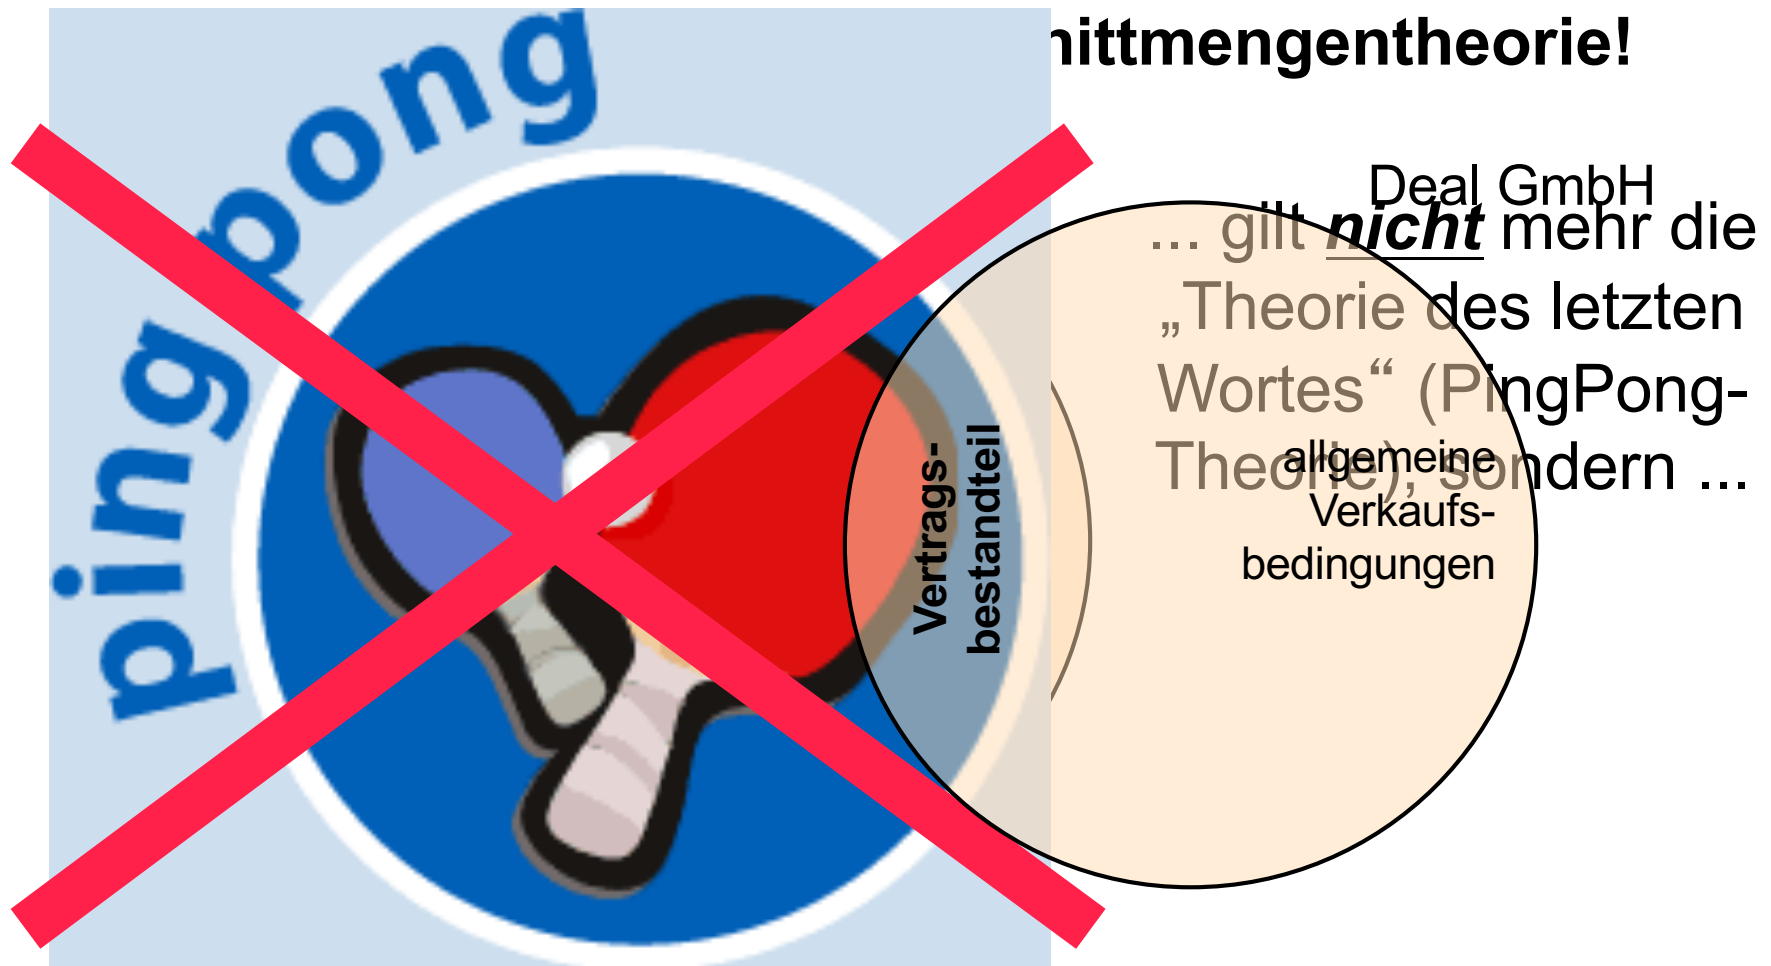 nittmengentheorie!
ping pong
Deal GmbH
... gilt nicht mehr die
„Theorie des letzten
Wortes“ (PingPong-
Theorie), sondern ...
allgemeine
Verkaufs-
bedingungen
Vertrags-
bestandteil